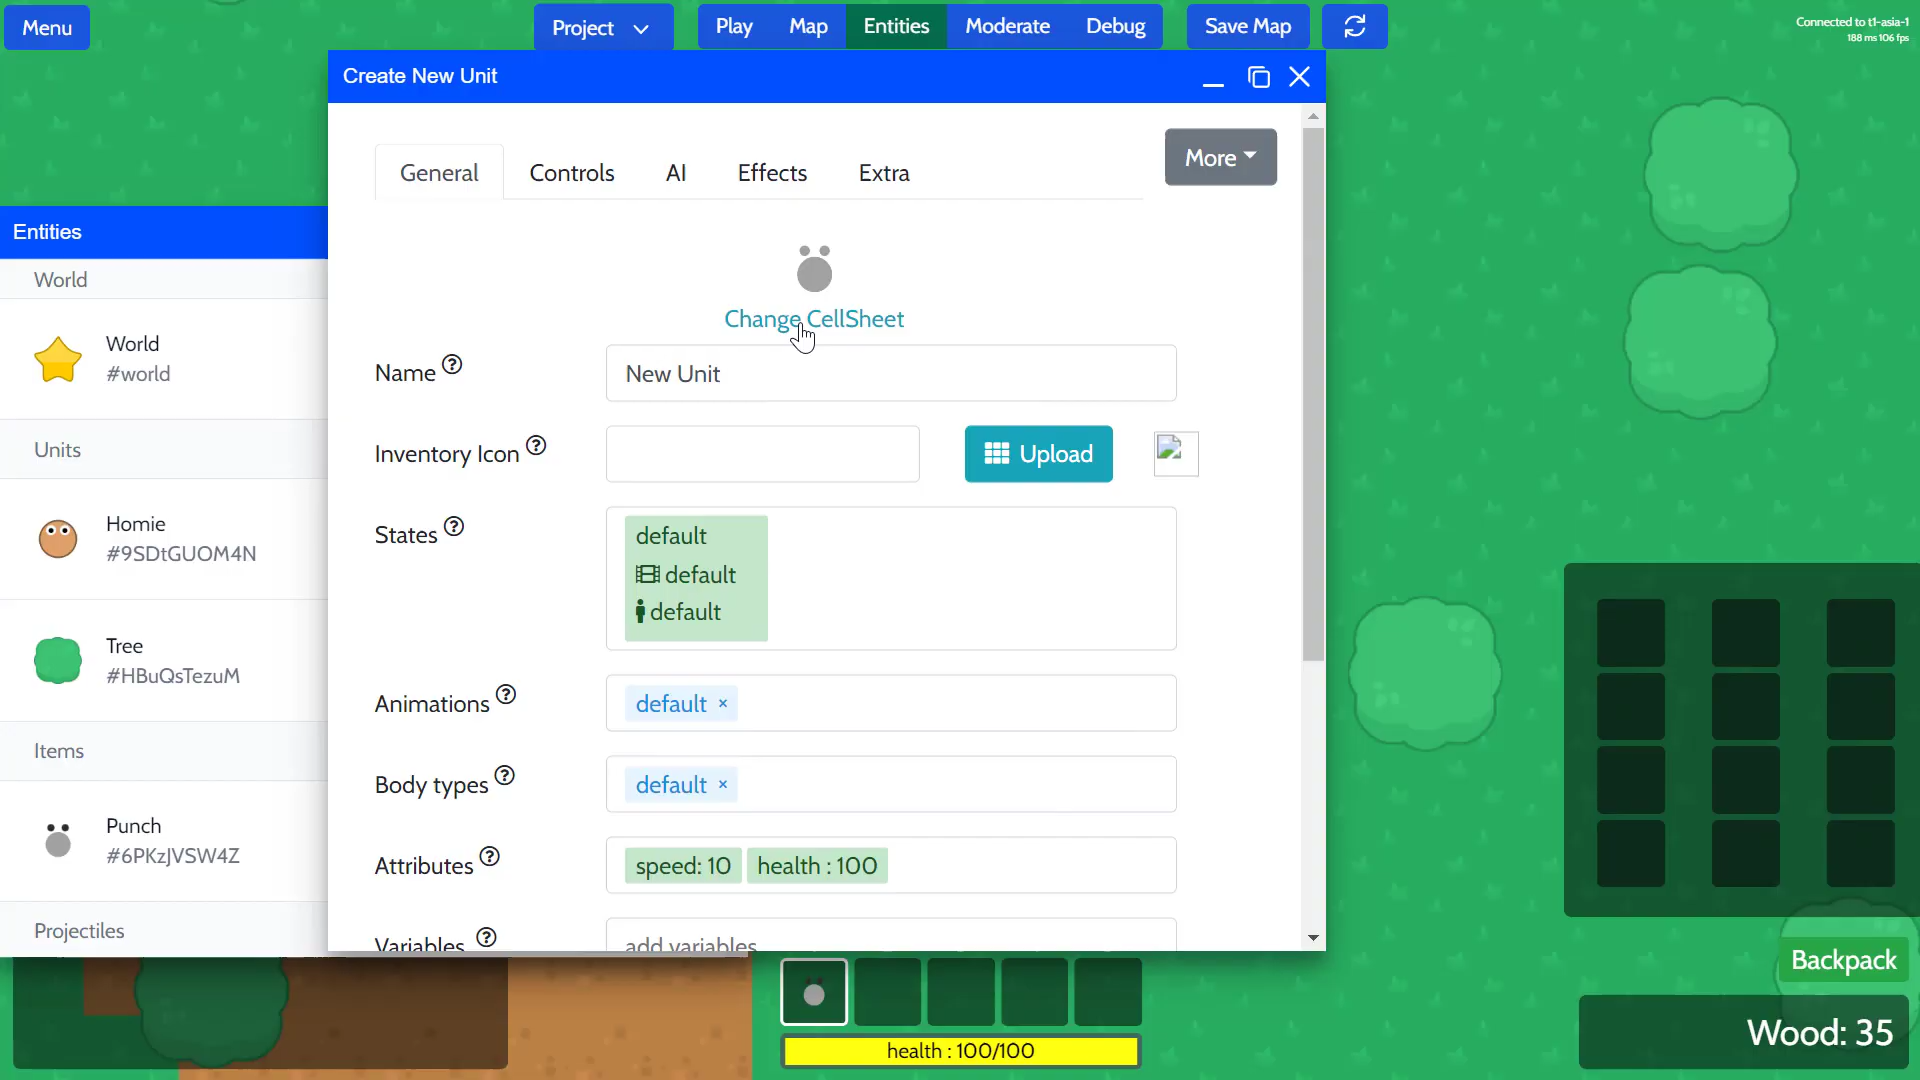 Menu
Project
Play
Map
Entities
Moderate
Debug
Save Map
Connected to t1-asia-1
188 ms 106 fps
Create New Unit
General
Controls
AI
Effects
Extra
More
Entities
World
World
#world
Units
Homie
#9SDtGUOM4N
Tree
#HBuQsTezuM
Items
Punch
#6PKzJVSW4Z
Projectiles
Change CellSheet
Name
New Unit
Inventory Icon
Upload
States
default
default
default
Animations
default ×
Body types
default ×
Attributes
speed: 10
health : 100
Variables
add variables
health : 100/100
Backpack
Wood: 35